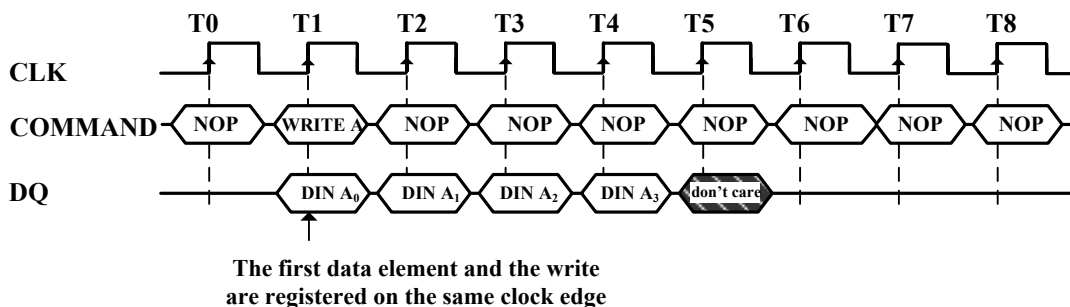 T0 T1 T2 T3 T4 T5 T6 T7 T8
CLK
COMMAND NOP WRITE A NOP NOP NOP NOP NOP NOP NOP
DQ DIN A₀ DIN A₁ DIN A₂ DIN A₃ don't care
The first data element and the write
are registered on the same clock edge